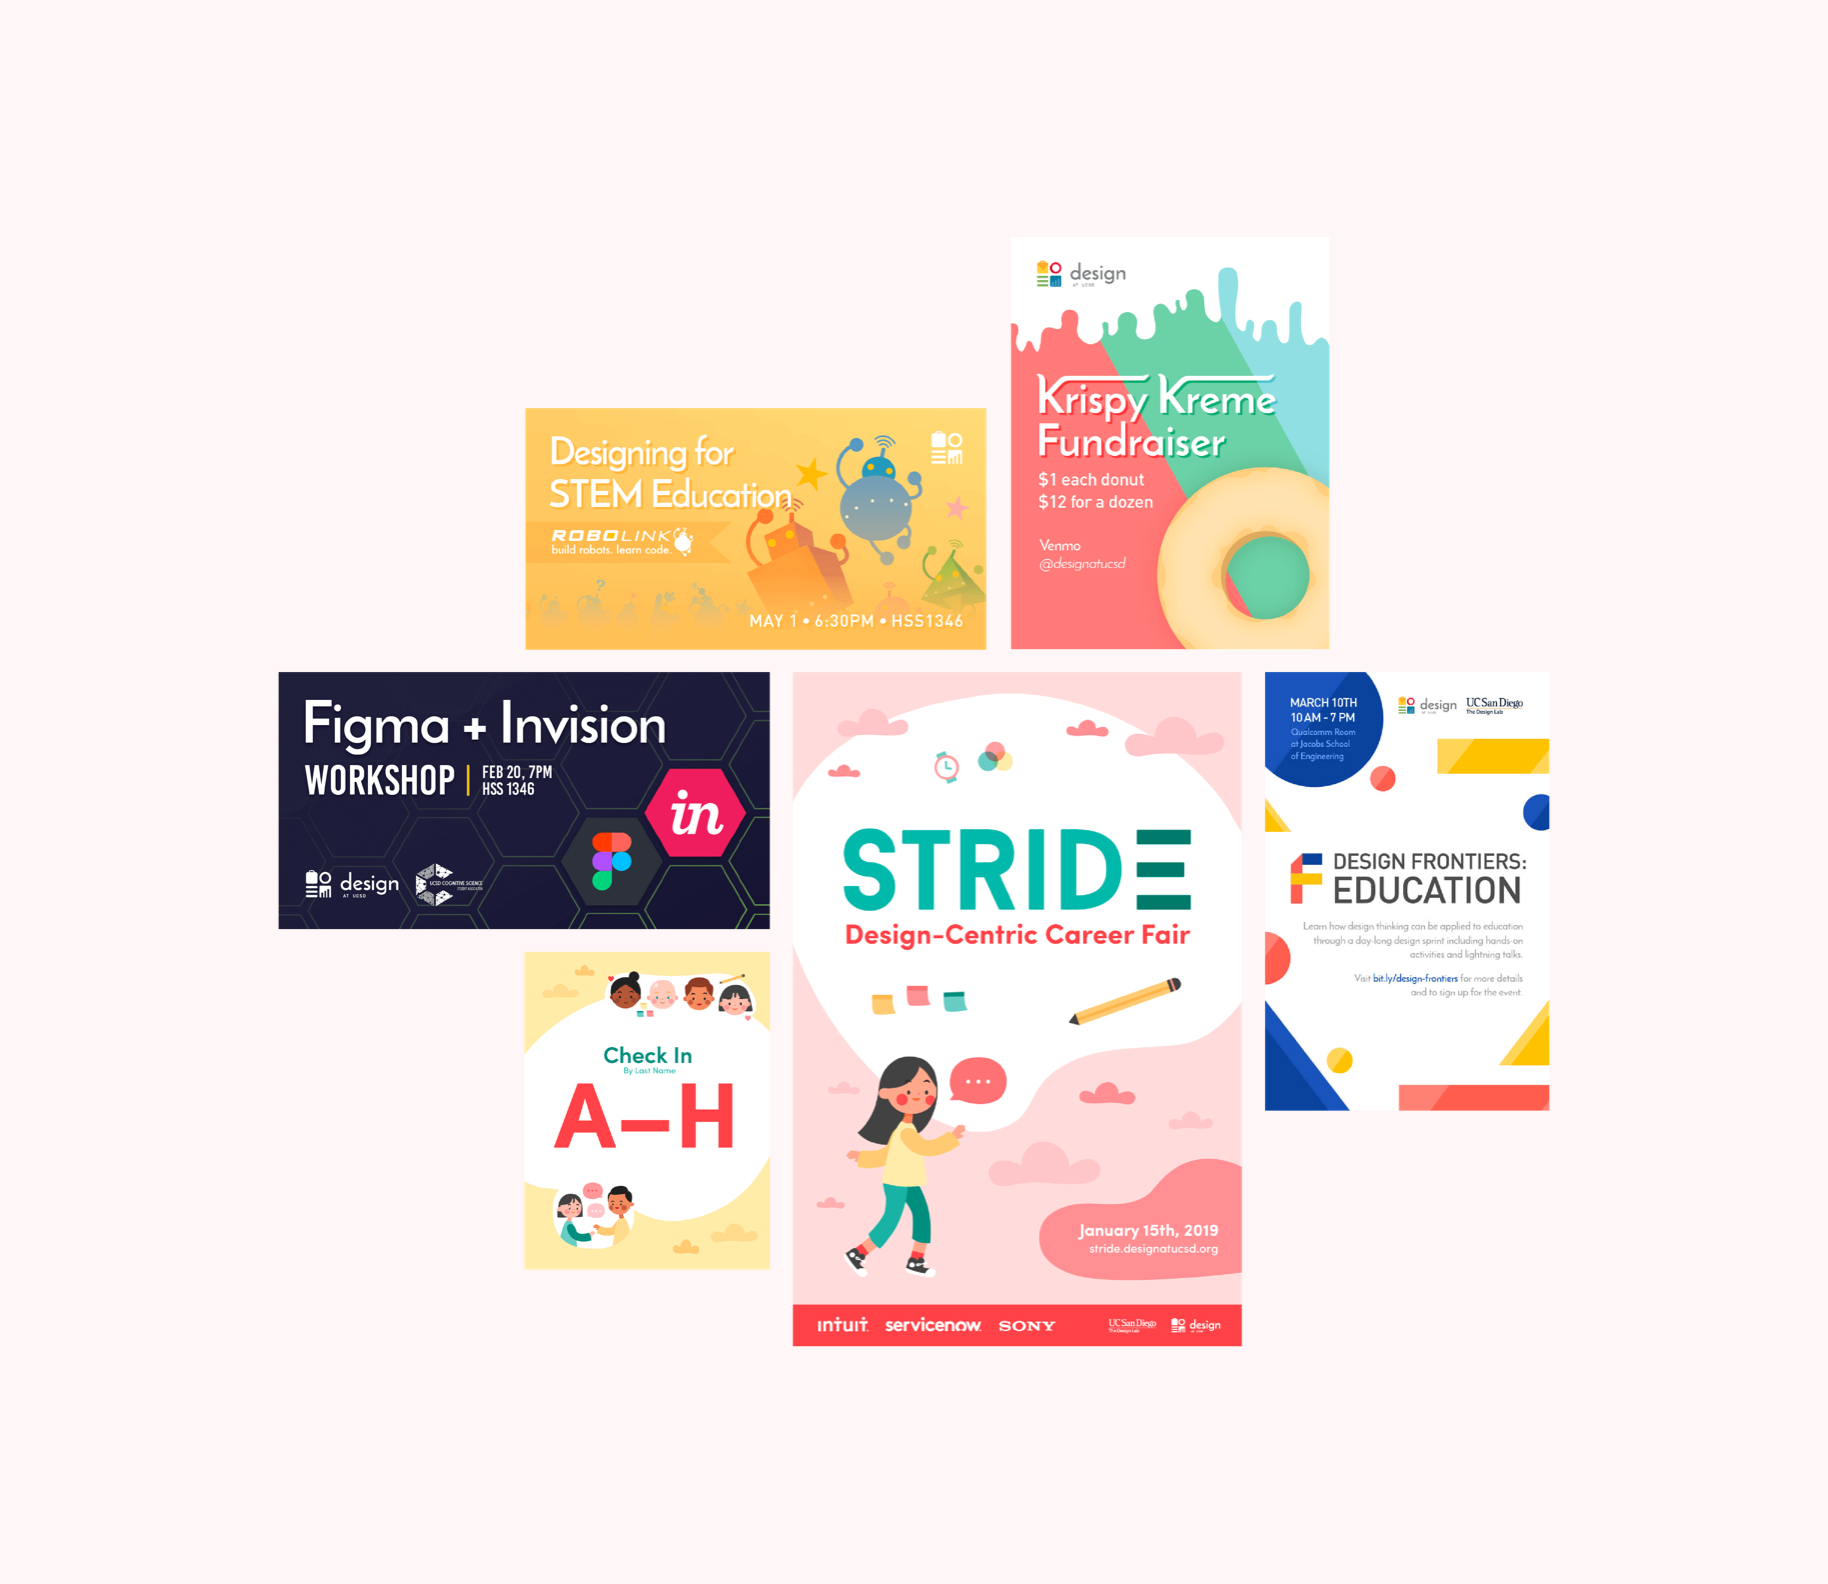 design
AT UCSD
Krispy Kreme
Fundraiser
$1 each donut
$12 for a dozen
Venmo
@designatucsd
Designing for
STEM Education
ROBOLINK
build robots. learn code.
?
MAY 1 • 6:30PM • HSS1346
Figma + Invision
WORKSHOP | FEB 20, 7PM
HSS 1346
in
design
AT UCSD
UCSD COGNITIVE SCIENCE
STRIDE
Design-Centric Career Fair
January 15th, 2019
stride.designatucsd.org
intuit. servicenow. SONY
UC San Diego
The Design Lab
design
MARCH 10TH
10 AM - 7 PM
Qualcomm Room
at Jacobs School
of Engineering
design
AT UCSD
UC San Diego
The Design Lab
F
DESIGN FRONTIERS:
EDUCATION
Learn how design thinking can be applied to education
through a day-long design sprint including hands-on
activities and lightning talks.
Visit bit.ly/design-frontiers for more details
and to sign up for the event.
Check In
By Last Name
A–H